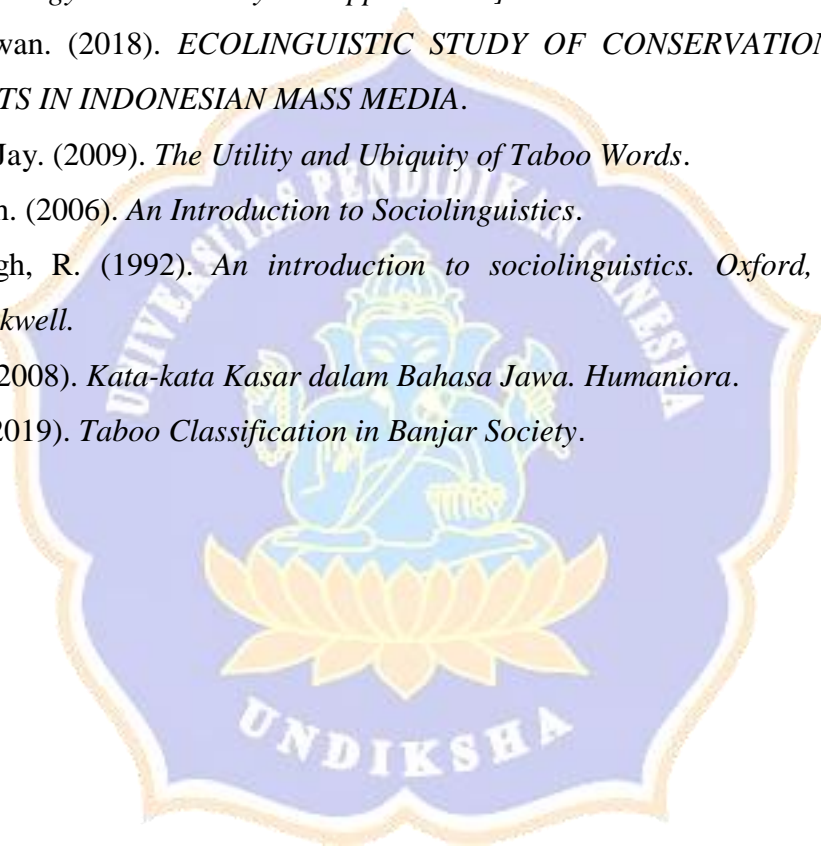 wan. (2018). ECOLINGUISTIC STUDY OF CONSERVATION
TS IN INDONESIAN MASS MEDIA.
Jay. (2009). The Utility and Ubiquity of Taboo Words.
n. (2006). An Introduction to Sociolinguistics.
gh, R. (1992). An introduction to sociolinguistics. Oxford,
kwell.
2008). Kata-kata Kasar dalam Bahasa Jawa. Humaniora.
2019). Taboo Classification in Banjar Society.
UNIVERSITAS PENDIDIKAN GANESHA
UNDIKSHA